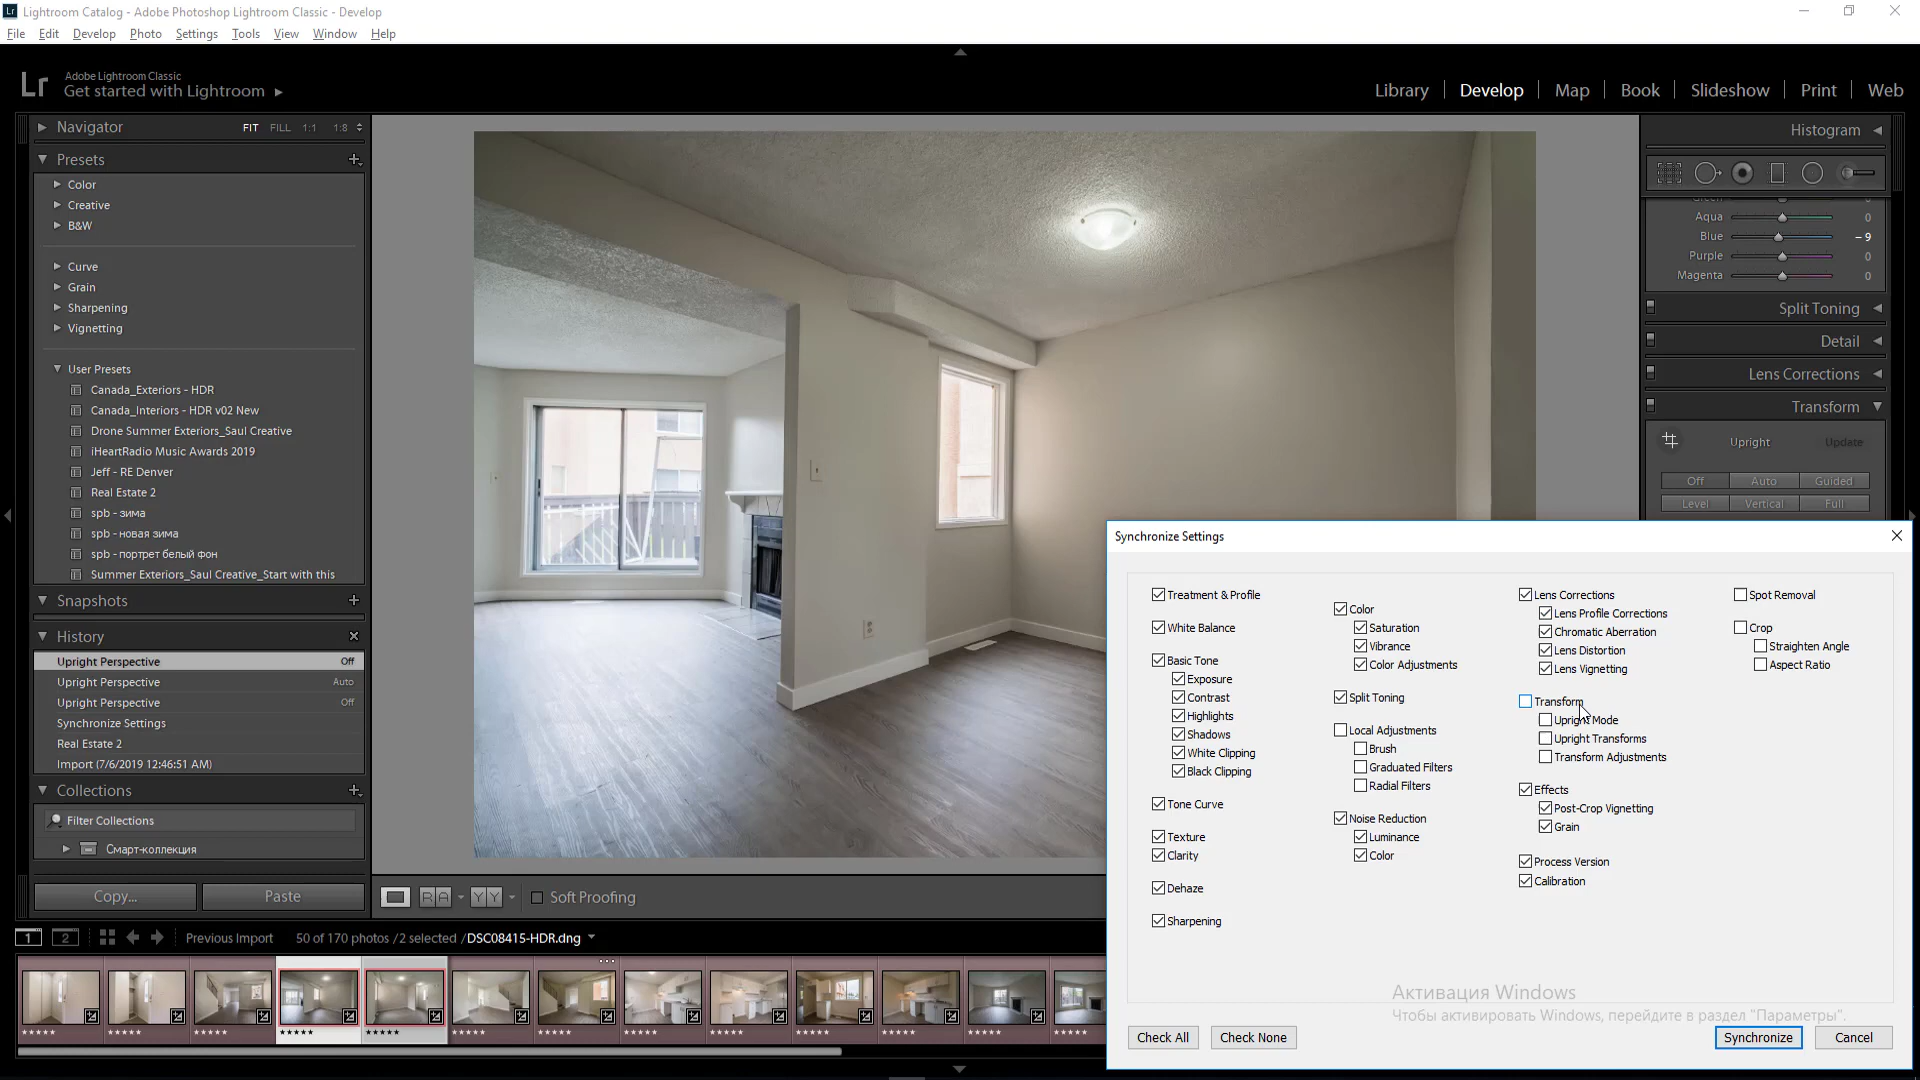 Lr Lightroom Catalog - Adobe Photoshop Lightroom Classic - Develop
File Edit Develop Photo Settings Tools View Window Help
Lr
Adobe Lightroom Classic
Get started with Lightroom
Library
Develop
Map
Book
Slideshow
Print
Web
Navigator FIT FILL 1:1 1:8
Presets
Color
Creative
B&W
Curve
Grain
Sharpening
Vignetting
User Presets
Canada_Exteriors - HDR
Canada_Interiors - HDR v02 New
Drone Summer Exteriors_Saul Creative
iHeartRadio Music Awards 2019
Jeff - RE Denver
Real Estate 2
spb - зима
spb - новая зима
spb - портрет белый фон
Summer Exteriors_Saul Creative_Start with this
Snapshots
History
Upright Perspective Off
Upright Perspective Auto
Upright Perspective Off
Synchronize Settings
Real Estate 2
Import (7/6/2019 12:46:51 AM)
Collections
Filter Collections
Смарт-коллекция
Copy... Paste
R A Y Y Soft Proofing
1 2 Previous Import 50 of 170 photos /2 selected /DSC08415-HDR.dng
Histogram
Green 0
Aqua 0
Blue – 9
Purple 0
Magenta 0
Split Toning
Detail
Lens Corrections
Transform
Upright Update
Off Auto Guided
Level Vertical Full
Synchronize Settings
Treatment & Profile
White Balance
Basic Tone
Exposure
Contrast
Highlights
Shadows
White Clipping
Black Clipping
Tone Curve
Texture
Clarity
Dehaze
Sharpening
Color
Saturation
Vibrance
Color Adjustments
Split Toning
Local Adjustments
Brush
Graduated Filters
Radial Filters
Noise Reduction
Luminance
Color
Lens Corrections
Lens Profile Corrections
Chromatic Aberration
Lens Distortion
Lens Vignetting
Transform
Upright Mode
Upright Transforms
Transform Adjustments
Effects
Post-Crop Vignetting
Grain
Process Version
Calibration
Spot Removal
Crop
Straighten Angle
Aspect Ratio
Активация Windows
Чтобы активировать Windows, перейдите в раздел "Параметры".
Check All Check None Synchronize Cancel